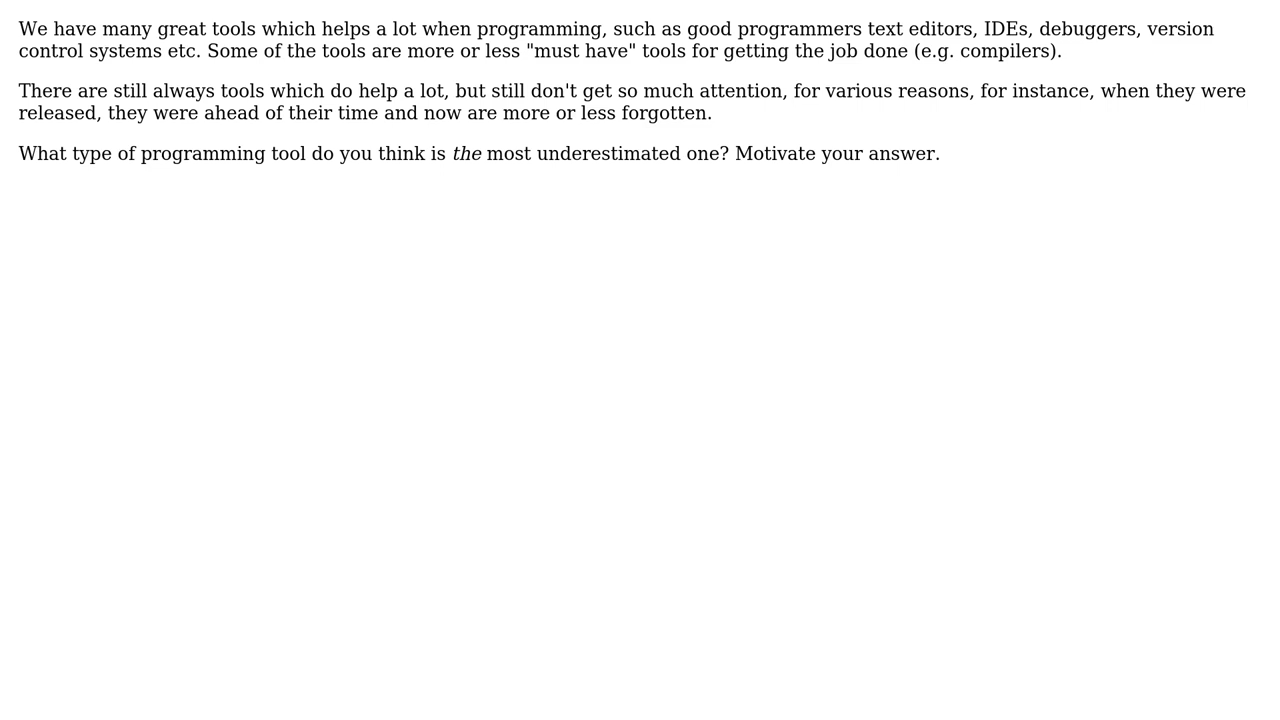 We have many great tools which helps a lot when programming, such as good programmers text editors, IDEs, debuggers, version
control systems etc. Some of the tools are more or less "must have" tools for getting the job done (e.g. compilers).
There are still always tools which do help a lot, but still don't get so much attention, for various reasons, for instance, when they were
released, they were ahead of their time and now are more or less forgotten.
What type of programming tool do you think is the most underestimated one? Motivate your answer.